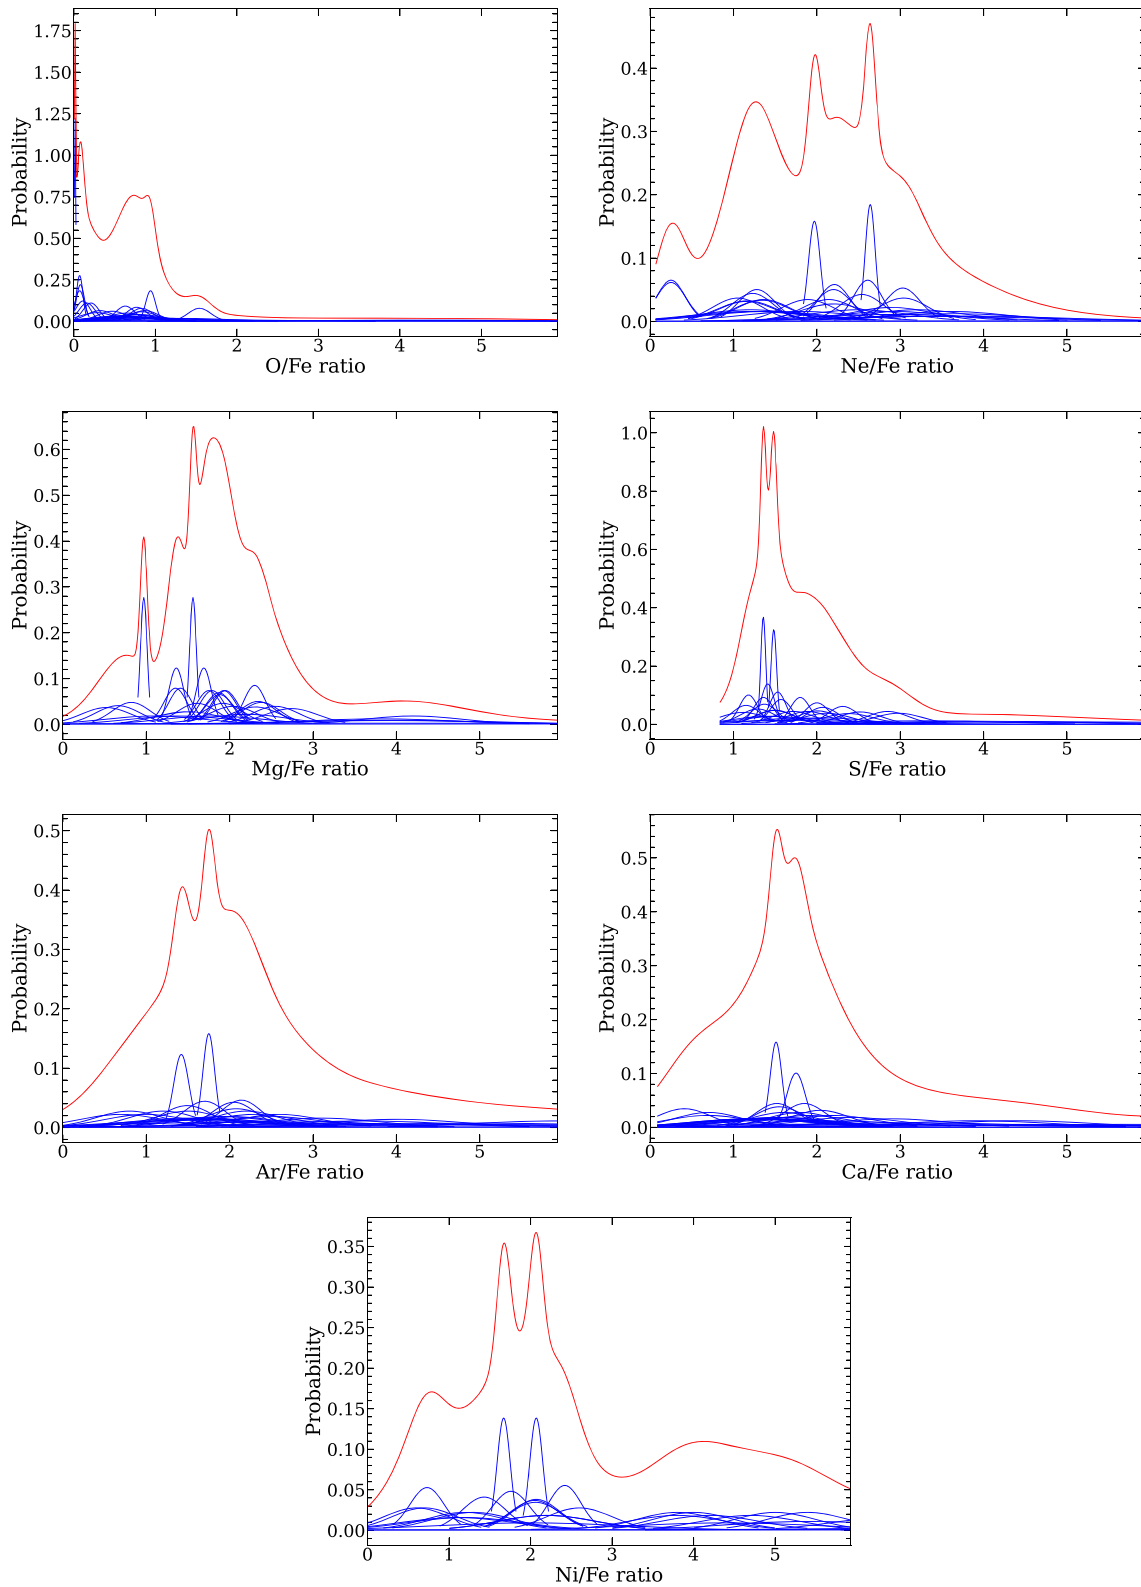 1.75
1.50
1.25
1.00
0.75
0.50
0.25
0.00
Probability
0 1 2 3 4 5
O/Fe ratio
0.4
0.3
0.2
0.1
0.0
Probability
0 1 2 3 4 5
Ne/Fe ratio
0.6
0.5
0.4
0.3
0.2
0.1
0.0
Probability
0 1 2 3 4 5
Mg/Fe ratio
1.0
0.8
0.6
0.4
0.2
0.0
Probability
0 1 2 3 4 5
S/Fe ratio
0.5
0.4
0.3
0.2
0.1
0.0
Probability
0 1 2 3 4 5
Ar/Fe ratio
0.5
0.4
0.3
0.2
0.1
0.0
Probability
0 1 2 3 4 5
Ca/Fe ratio
0.35
0.30
0.25
0.20
0.15
0.10
0.05
0.00
Probability
0 1 2 3 4 5
Ni/Fe ratio